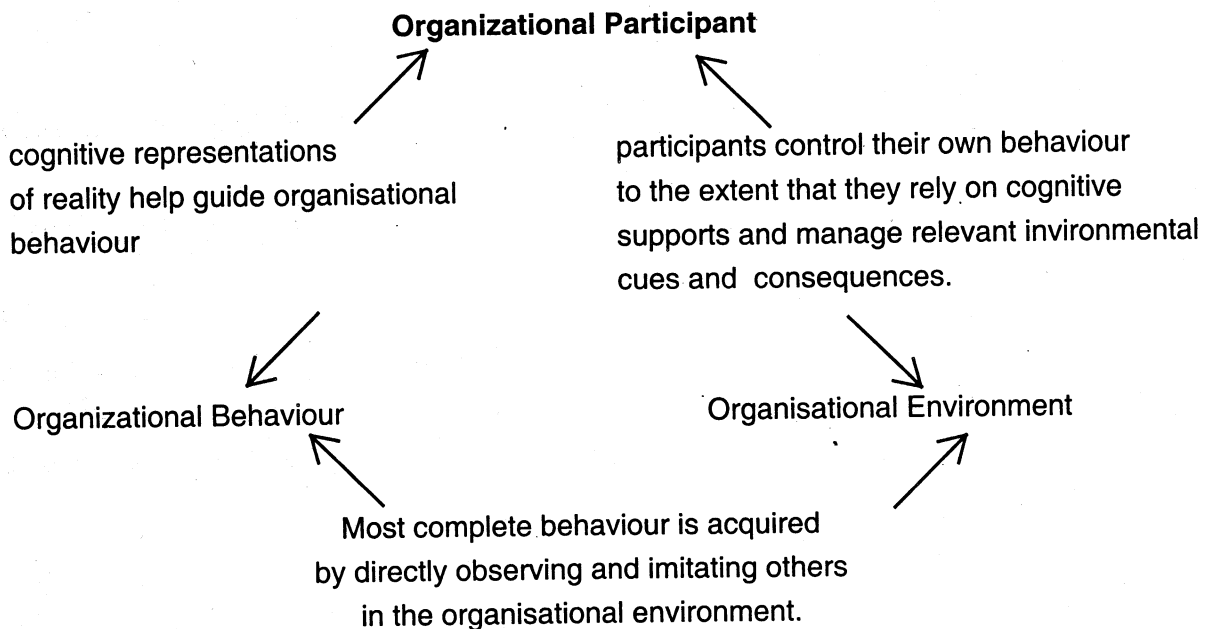 Organizational Participant
cognitive representations
of reality help guide organisational
behaviour
participants control their own behaviour
to the extent that they rely on cognitive
supports and manage relevant invironmental
cues and consequences.
Organizational Behaviour
Organisational Environment
Most complete behaviour is acquired
by directly observing and imitating others
in the organisational environment.